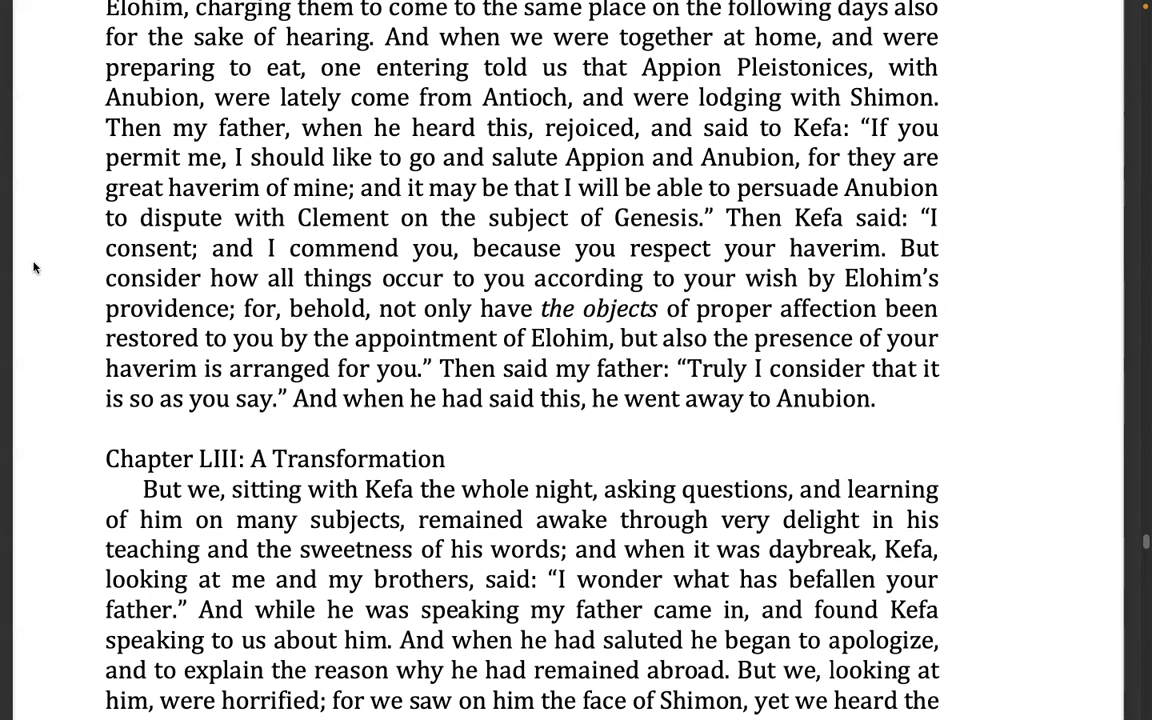 Elohim, charging them to come to the same place on the following days also
for the sake of hearing. And when we were together at home, and were
preparing to eat, one entering told us that Appion Pleistonices, with
Anubion, were lately come from Antioch, and were lodging with Shimon.
Then my father, when he heard this, rejoiced, and said to Kefa: “If you
permit me, I should like to go and salute Appion and Anubion, for they are
great haverim of mine; and it may be that I will be able to persuade Anubion
to dispute with Clement on the subject of Genesis.” Then Kefa said: “I
consent; and I commend you, because you respect your haverim. But
consider how all things occur to you according to your wish by Elohim’s
providence; for, behold, not only have the objects of proper affection been
restored to you by the appointment of Elohim, but also the presence of your
haverim is arranged for you.” Then said my father: “Truly I consider that it
is so as you say.” And when he had said this, he went away to Anubion.
Chapter LIII: A Transformation
But we, sitting with Kefa the whole night, asking questions, and learning
of him on many subjects, remained awake through very delight in his
teaching and the sweetness of his words; and when it was daybreak, Kefa,
looking at me and my brothers, said: “I wonder what has befallen your
father.” And while he was speaking my father came in, and found Kefa
speaking to us about him. And when he had saluted he began to apologize,
and to explain the reason why he had remained abroad. But we, looking at
him, were horrified; for we saw on him the face of Shimon, yet we heard the